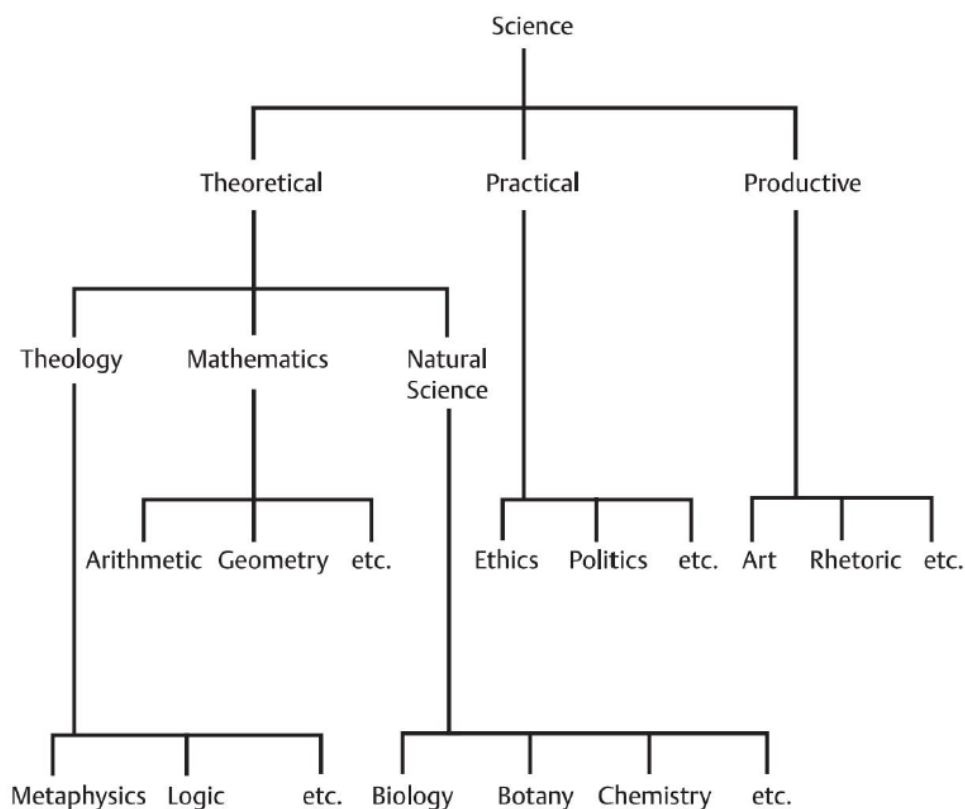 Science
Theoretical Practical Productive
Theology Mathematics Natural
Science
Arithmetic Geometry etc. Ethics Politics etc. Art Rhetoric etc.
Metaphysics Logic etc. Biology Botany Chemistry etc.